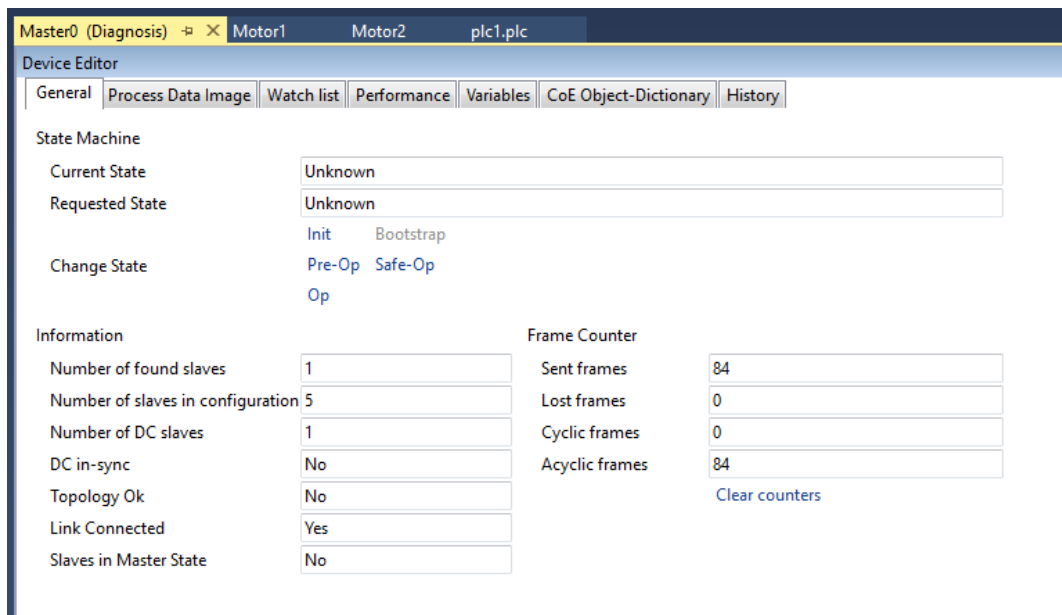 Master0 (Diagnosis) Motor1 Motor2 plc1.plc
Device Editor
General Process Data Image Watch list Performance Variables CoE Object-Dictionary History
State Machine
Current State Unknown
Requested State Unknown
Init Bootstrap
Change State Pre-Op Safe-Op
Op
Information Frame Counter
Number of found slaves 1 Sent frames 84
Number of slaves in configuration 5 Lost frames 0
Number of DC slaves 1 Cyclic frames 0
DC in-sync No Acyclic frames 84
Topology Ok No Clear counters
Link Connected Yes
Slaves in Master State No